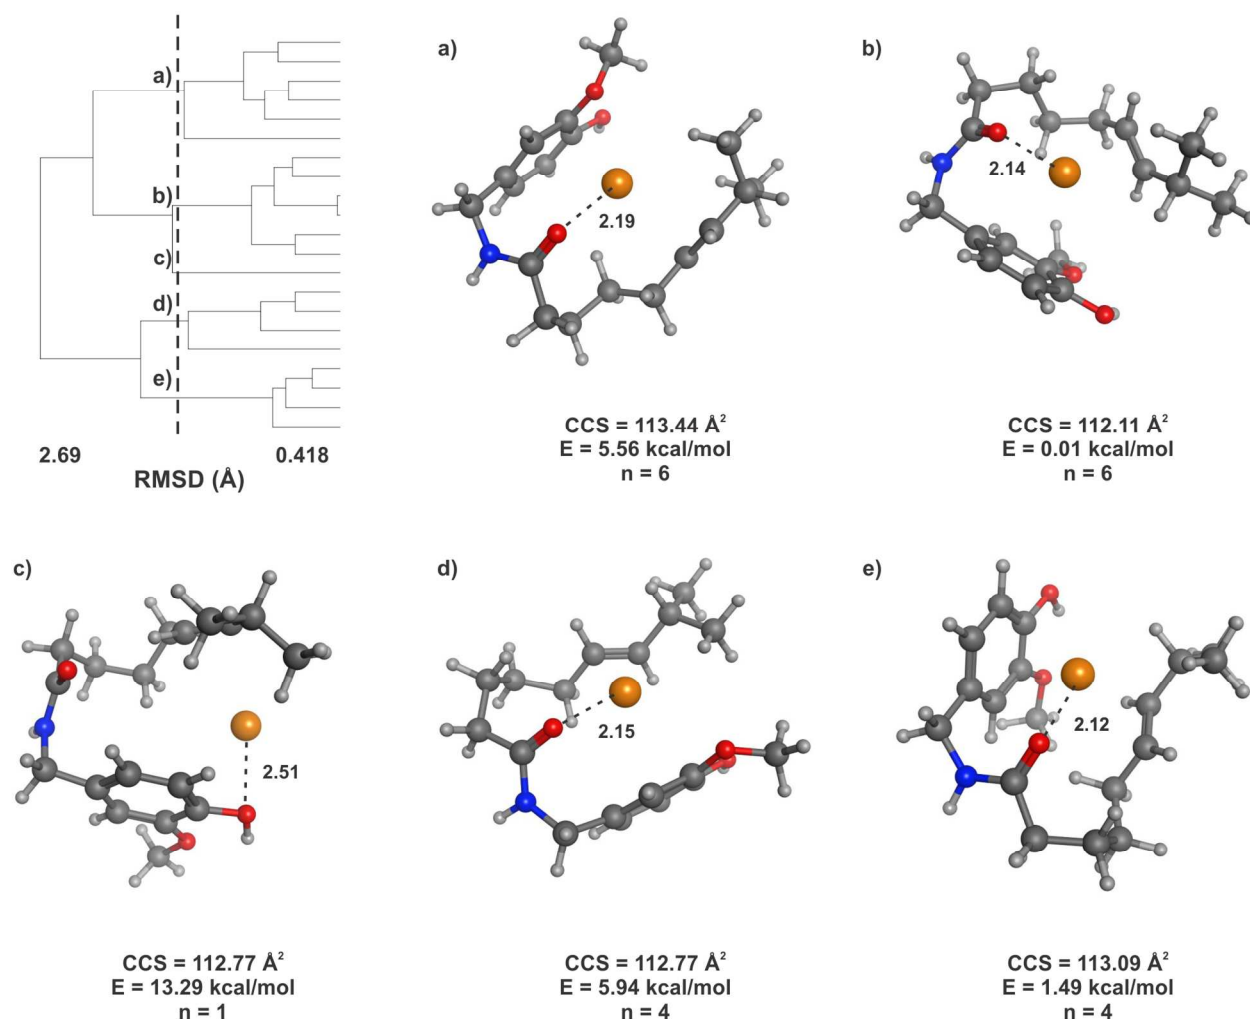 a)
b)
c)
d)
e)
2.69
0.418
RMSD (Å)
a)
2.19
CCS = 113.44 Å²
E = 5.56 kcal/mol
n = 6
b)
2.14
CCS = 112.11 Å²
E = 0.01 kcal/mol
n = 6
c)
2.51
CCS = 112.77 Å²
E = 13.29 kcal/mol
n = 1
d)
2.15
CCS = 112.77 Å²
E = 5.94 kcal/mol
n = 4
e)
2.12
CCS = 113.09 Å²
E = 1.49 kcal/mol
n = 4